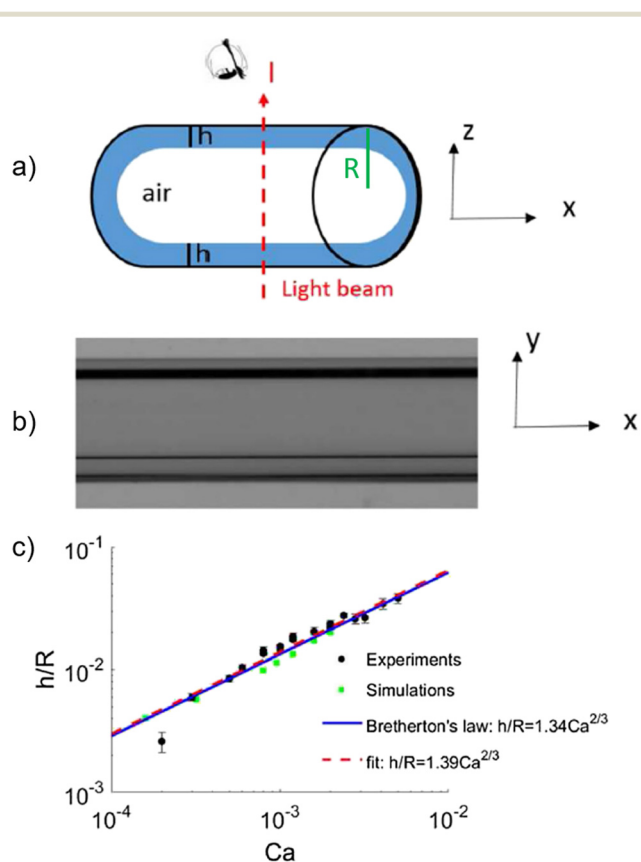 a)
I
h
air
R
h
Light beam
z
x
b)
y
x
c)
10^-1
10^-2
10^-3
h/R
10^-4
10^-3
10^-2
Ca
Experiments
Simulations
Bretherton's law: h/R=1.34Ca^2/3
fit: h/R=1.39Ca^2/3